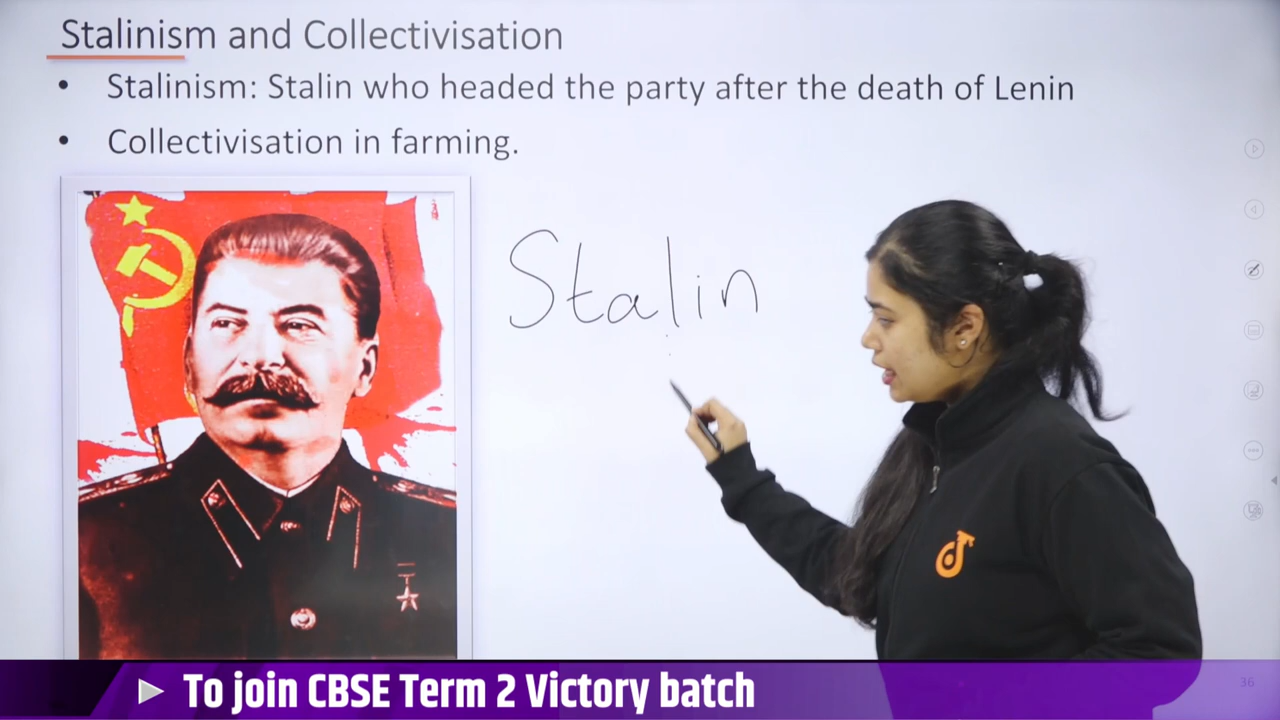 Stalinism and Collectivisation
• Stalinism: Stalin who headed the party after the death of Lenin
• Collectivisation in farming.
Stalin
To join CBSE Term 2 Victory batch
36